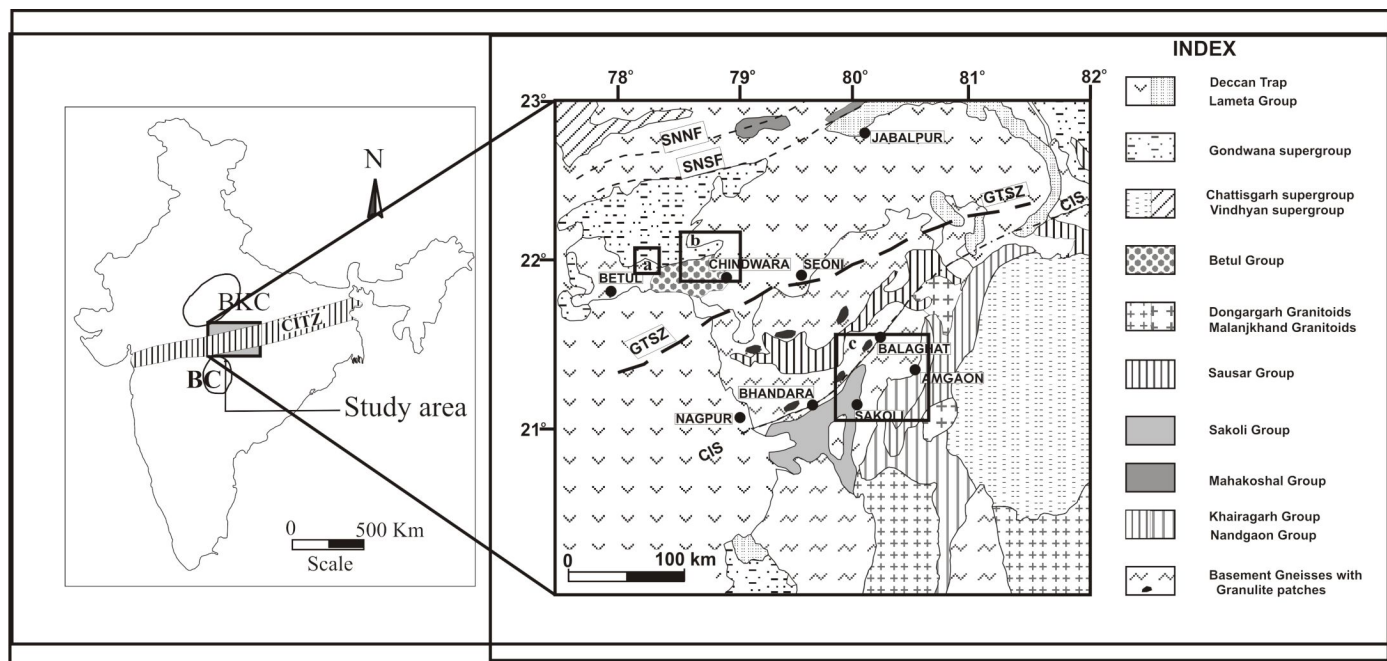 N
BKC
CITZ
BC
Study area
0 500 Km
Scale
78° 79° 80° 81° 82°
23°
22°
21°
SNNF
SNSF
JABALPUR
GTSZ
CIS
b
a
CHINDWARA
SEONI
BETUL
GTSZ
c
BALAGHAT
AMGAON
BHANDARA
SAKOLI
NAGPUR
CIS
0 100 km
INDEX
Deccan Trap
Lameta Group
Gondwana supergroup
Chattisgarh supergroup
Vindhyan supergroup
Betul Group
Dongargarh Granitoids
Malanjkhand Granitoids
Sausar Group
Sakoli Group
Mahakoshal Group
Khairagarh Group
Nandgaon Group
Basement Gneisses with
Granulite patches